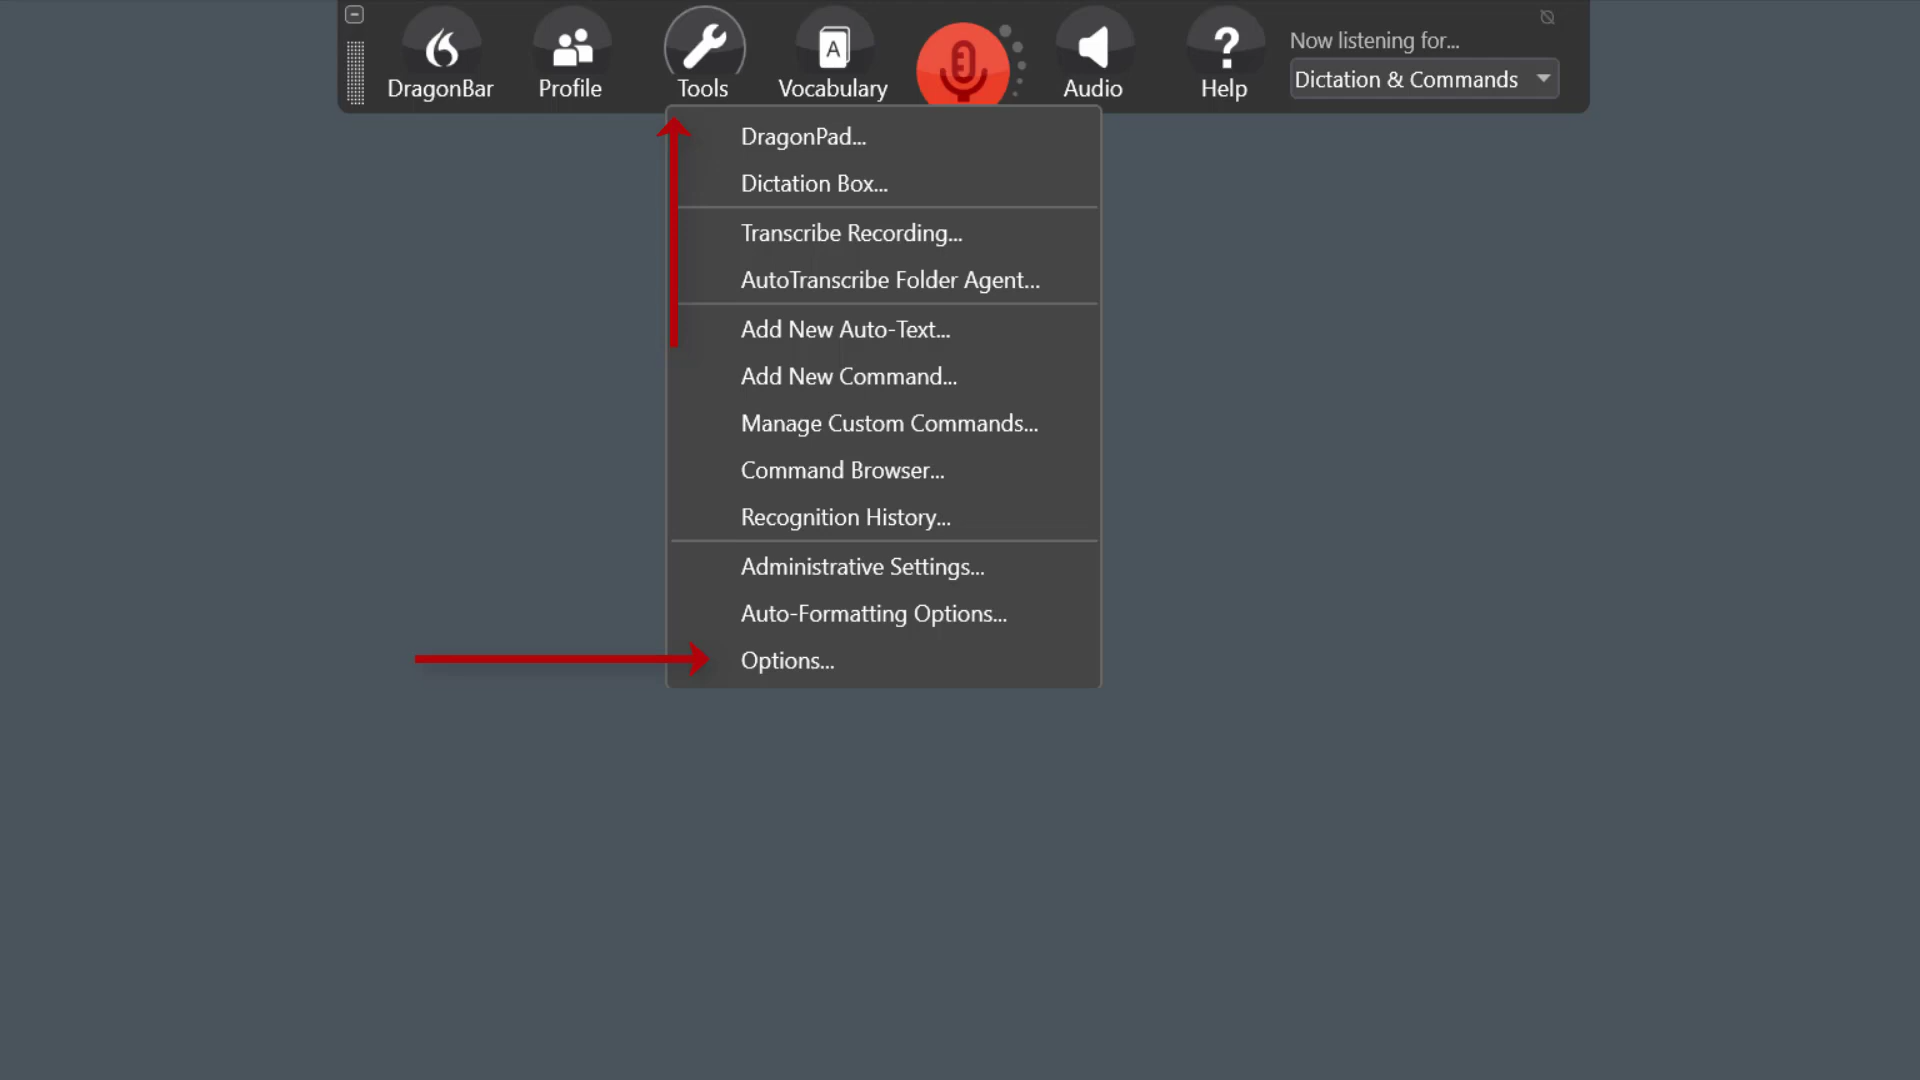 DragonBar
Profile
Tools
Vocabulary
Audio
Help
Now listening for...
Dictation & Commands
DragonPad...
Dictation Box...
Transcribe Recording...
AutoTranscribe Folder Agent...
Add New Auto-Text...
Add New Command...
Manage Custom Commands...
Command Browser...
Recognition History...
Administrative Settings...
Auto-Formatting Options...
Options...